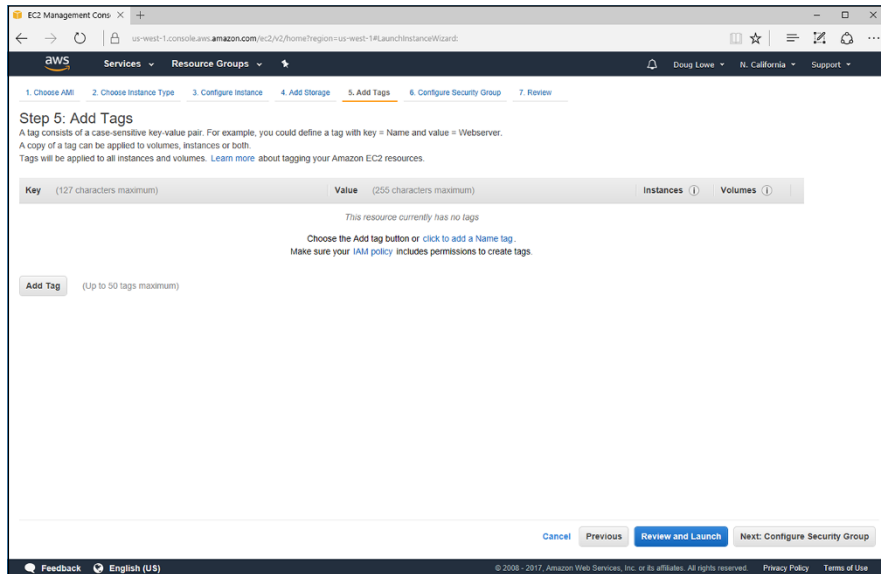 EC2 Management Cons
us-west-1.console.aws.amazon.com/ec2/v2/home?region=us-west-1#LaunchInstanceWizard:
aws Services Resource Groups Doug Lowe N. California Support
1. Choose AMI 2. Choose Instance Type 3. Configure Instance 4. Add Storage 5. Add Tags 6. Configure Security Group 7. Review
Step 5: Add Tags
A tag consists of a case-sensitive key-value pair. For example, you could define a tag with key = Name and value = Webserver.
A copy of a tag can be applied to volumes, instances or both.
Tags will be applied to all instances and volumes. Learn more about tagging your Amazon EC2 resources.
Key (127 characters maximum) Value (255 characters maximum) Instances Volumes
This resource currently has no tags
Choose the Add tag button or click to add a Name tag.
Make sure your IAM policy includes permissions to create tags.
Add Tag (Up to 50 tags maximum)
Cancel Previous Review and Launch Next: Configure Security Group
Feedback English (US) © 2008 - 2017, Amazon Web Services, Inc. or its affiliates. All rights reserved. Privacy Policy Terms of Use